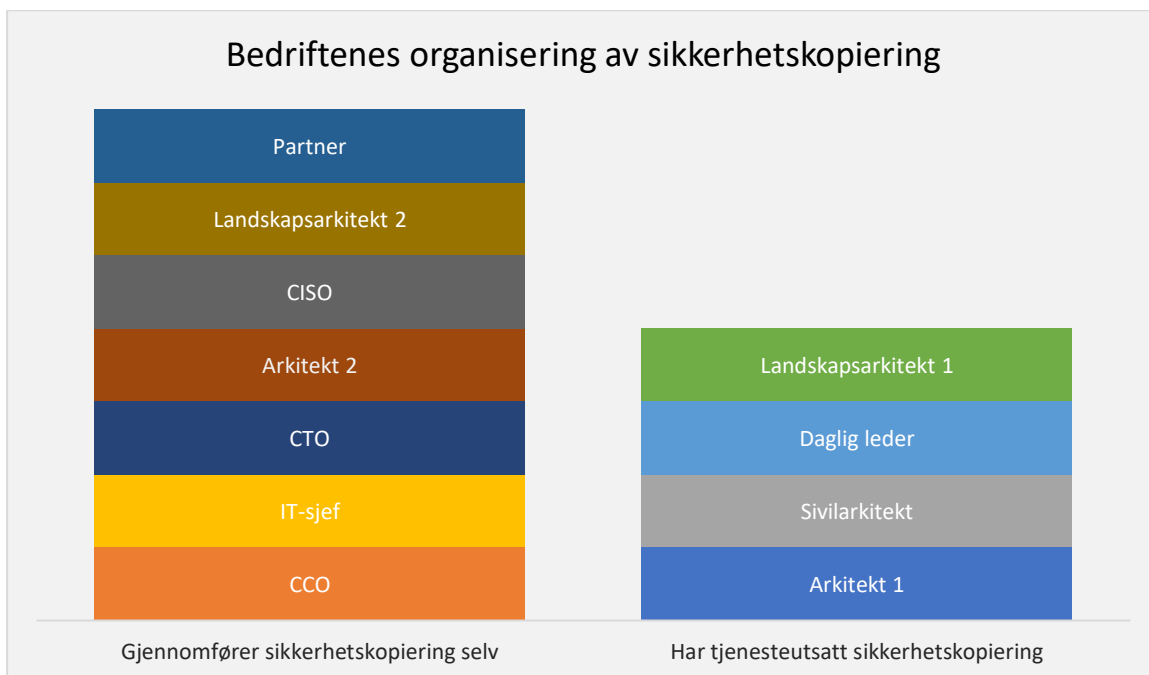 Bedriftenes organisering av sikkerhetskopiering
Partner
Landskapsarkitekt 2
CISO
Arkitekt 2
CTO
IT-sjef
CCO
Landskapsarkitekt 1
Daglig leder
Sivilarkitekt
Arkitekt 1
Gjennomfører sikkerhetskopiering selv
Har tjenesteutsatt sikkerhetskopiering